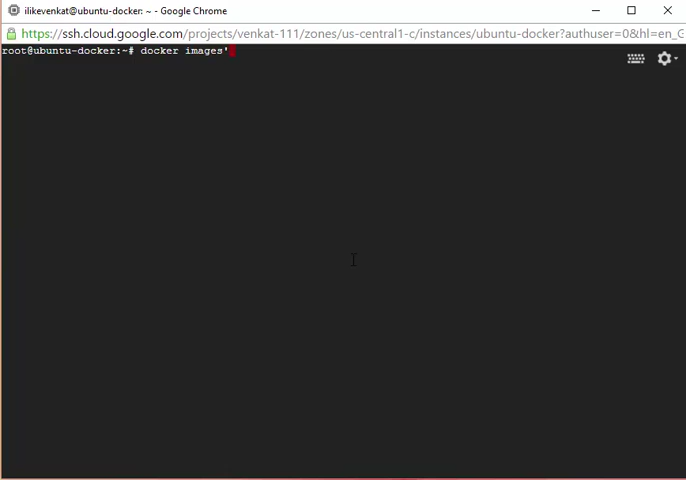 ilikevenkat@ubuntu-docker: ~ - Google Chrome
https://ssh.cloud.google.com/projects/venkat-111/zones/us-central1-c/instances/ubuntu-docker?authuser=0&hl=en_G
root@ubuntu-docker:~# docker images'